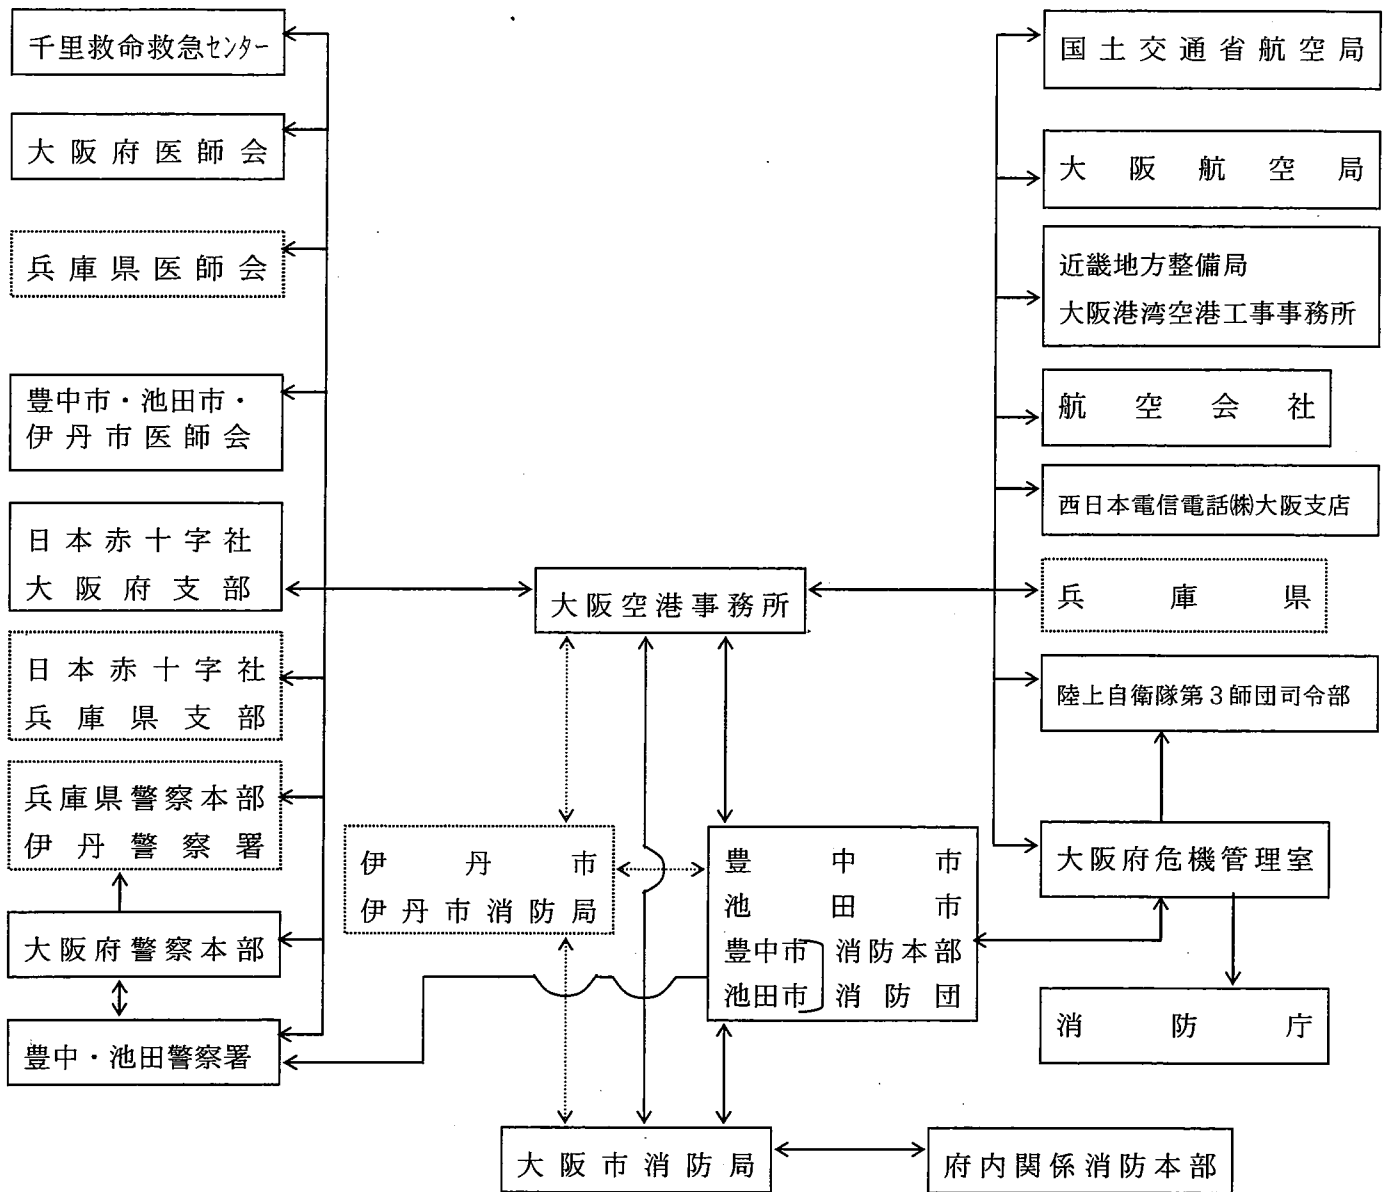 千里救命救急センター
大阪府医師会
兵庫県医師会
豊中市・池田市・
伊丹市医師会
日本赤十字社
大阪府支部
日本赤十字社
兵庫県支部
兵庫県警察本部
伊丹警察署
大阪府警察本部
豊中・池田警察署
大阪空港事務所
伊丹市
伊丹市消防局
豊中市
池田市
豊中市 消防本部
池田市 消防団
大阪市消防局
府内関係消防本部
国土交通省航空局
大阪航空局
近畿地方整備局
大阪港湾空港工事事務所
航空会社
西日本電信電話㈱大阪支店
兵庫県
陸上自衛隊第3師団司令部
大阪府危機管理室
消防庁